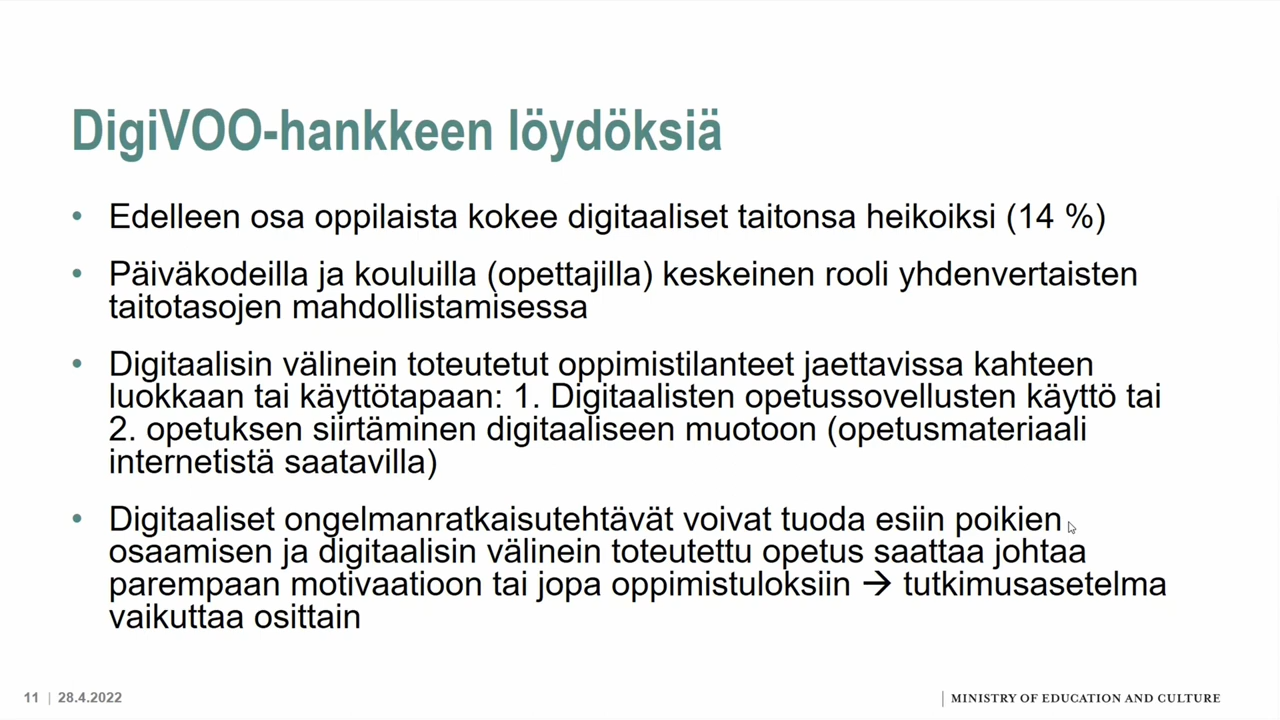 DigiVOO-hankkeen löydöksiä
• Edelleen osa oppilaista kokee digitaaliset taitonsa heikoiksi (14 %)
• Päiväkodeilla ja kouluilla (opettajilla) keskeinen rooli yhdenvertaisten
taitotasojen mahdollistamisessa
• Digitaalisin välinein toteutetut oppimistilanteet jaettavissa kahteen
luokkaan tai käyttötapaan: 1. Digitaalisten opetussovellusten käyttö tai
2. opetuksen siirtäminen digitaaliseen muotoon (opetusmateriaali
internetistä saatavilla)
• Digitaaliset ongelmanratkaisutehtävät voivat tuoda esiin poikien
osaamisen ja digitaalisin välinein toteutettu opetus saattaa johtaa
parempaan motivaatioon tai jopa oppimistuloksiin → tutkimusasetelma
vaikuttaa osittain
11 | 28.4.2022
MINISTRY OF EDUCATION AND CULTURE